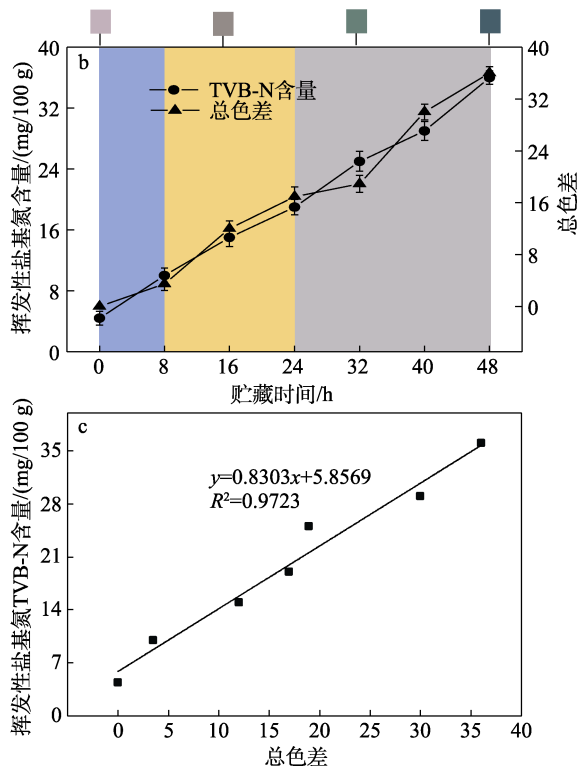 b
TVB-N含量
总色差
40
32
24
16
8
0
挥发性盐基氮含量/(mg/100 g)
40
32
24
16
8
0
总色差
0 8 16 24 32 40 48
贮藏时间/h
c
y=0.8303x+5.8569
R²=0.9723
35
28
21
14
7
0
挥发性盐基氮TVB-N含量/(mg/100 g)
0 5 10 15 20 25 30 35 40
总色差